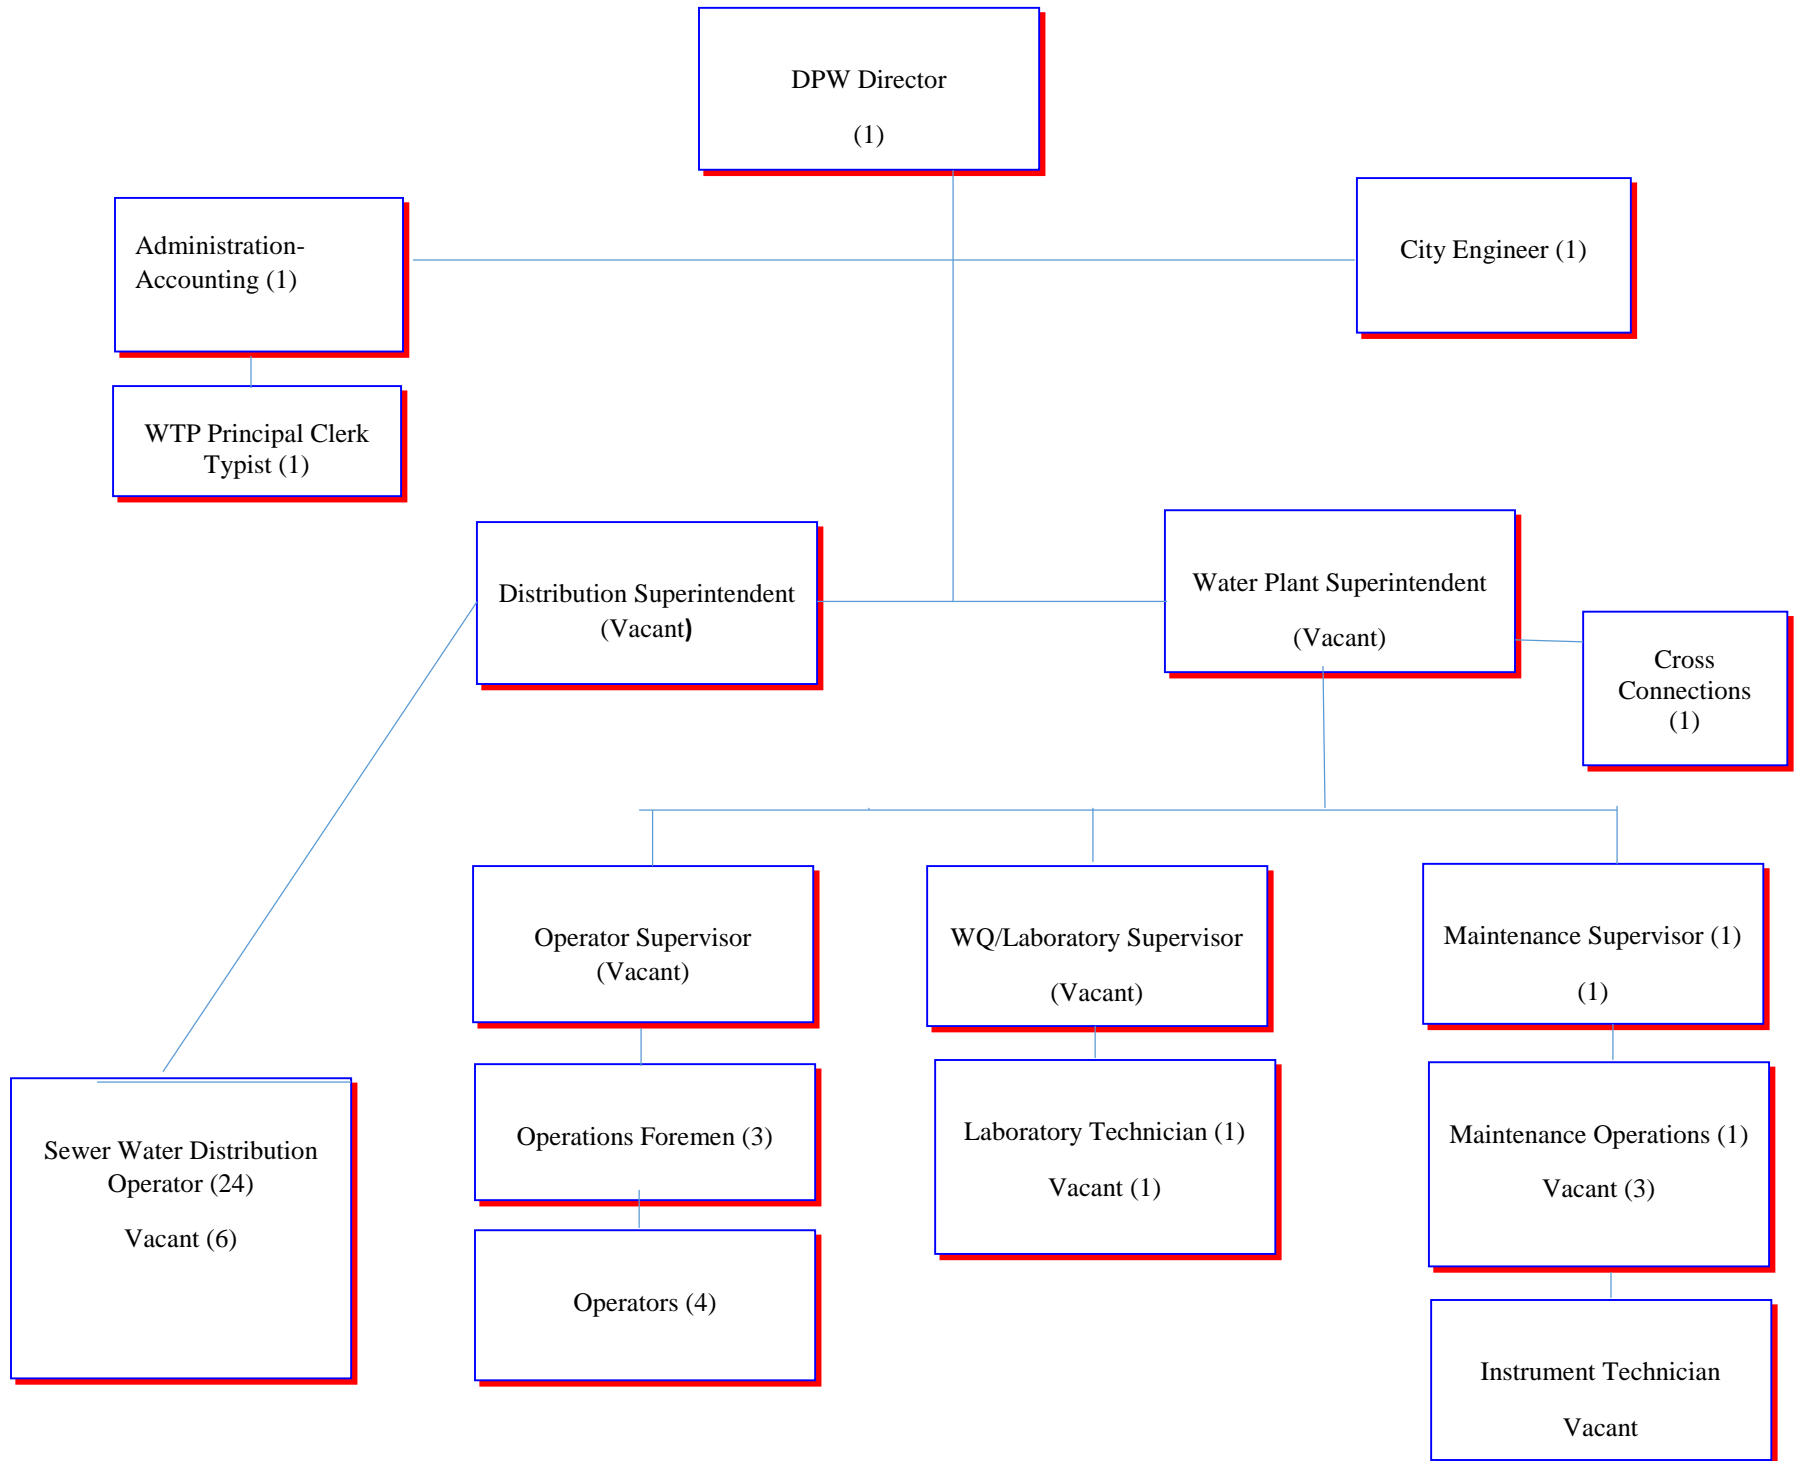 DPW Director
(1)
Administration-
Accounting (1)
City Engineer (1)
WTP Principal Clerk
Typist (1)
Distribution Superintendent
(Vacant)
Water Plant Superintendent
(Vacant)
Cross
Connections
(1)
Operator Supervisor
(Vacant)
WQ/Laboratory Supervisor
(Vacant)
Maintenance Supervisor (1)
(1)
Sewer Water Distribution
Operator (24)
Vacant (6)
Operations Foremen (3)
Laboratory Technician (1)
Vacant (1)
Maintenance Operations (1)
Vacant (3)
Operators (4)
Instrument Technician
Vacant